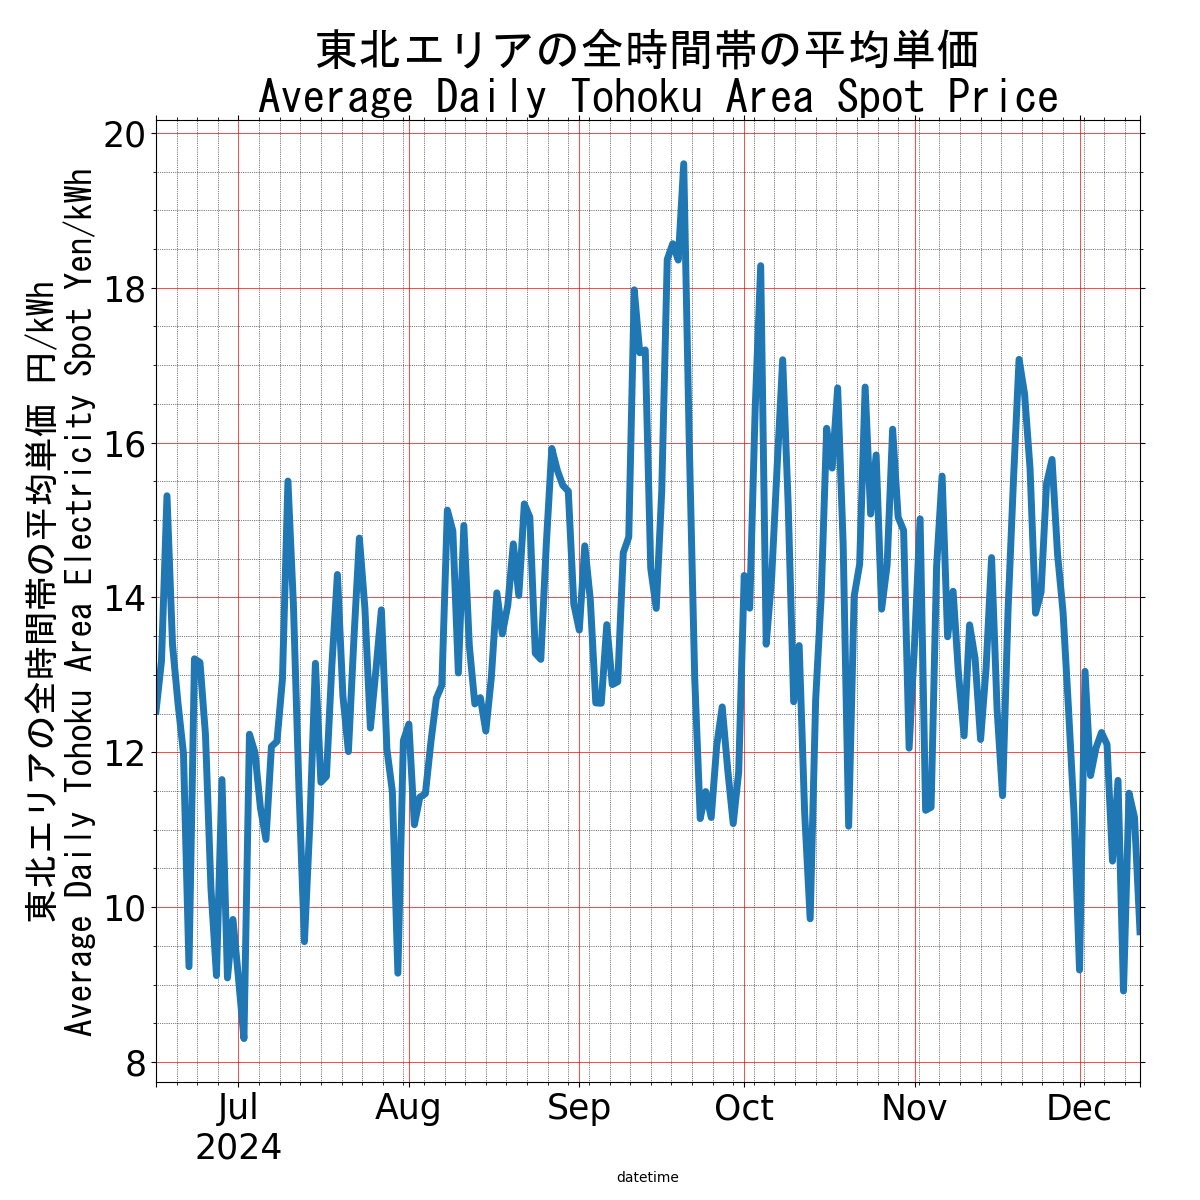 東北エリアの全時間帯の平均単価
Average Daily Tohoku Area Spot Price
東北エリアの全時間帯の平均単価 円/kWh
Average Daily Tohoku Area Electricity Spot Yen/kWh
20
18
16
14
12
10
8
Jul
2024
Aug
Sep
Oct
Nov
Dec
datetime